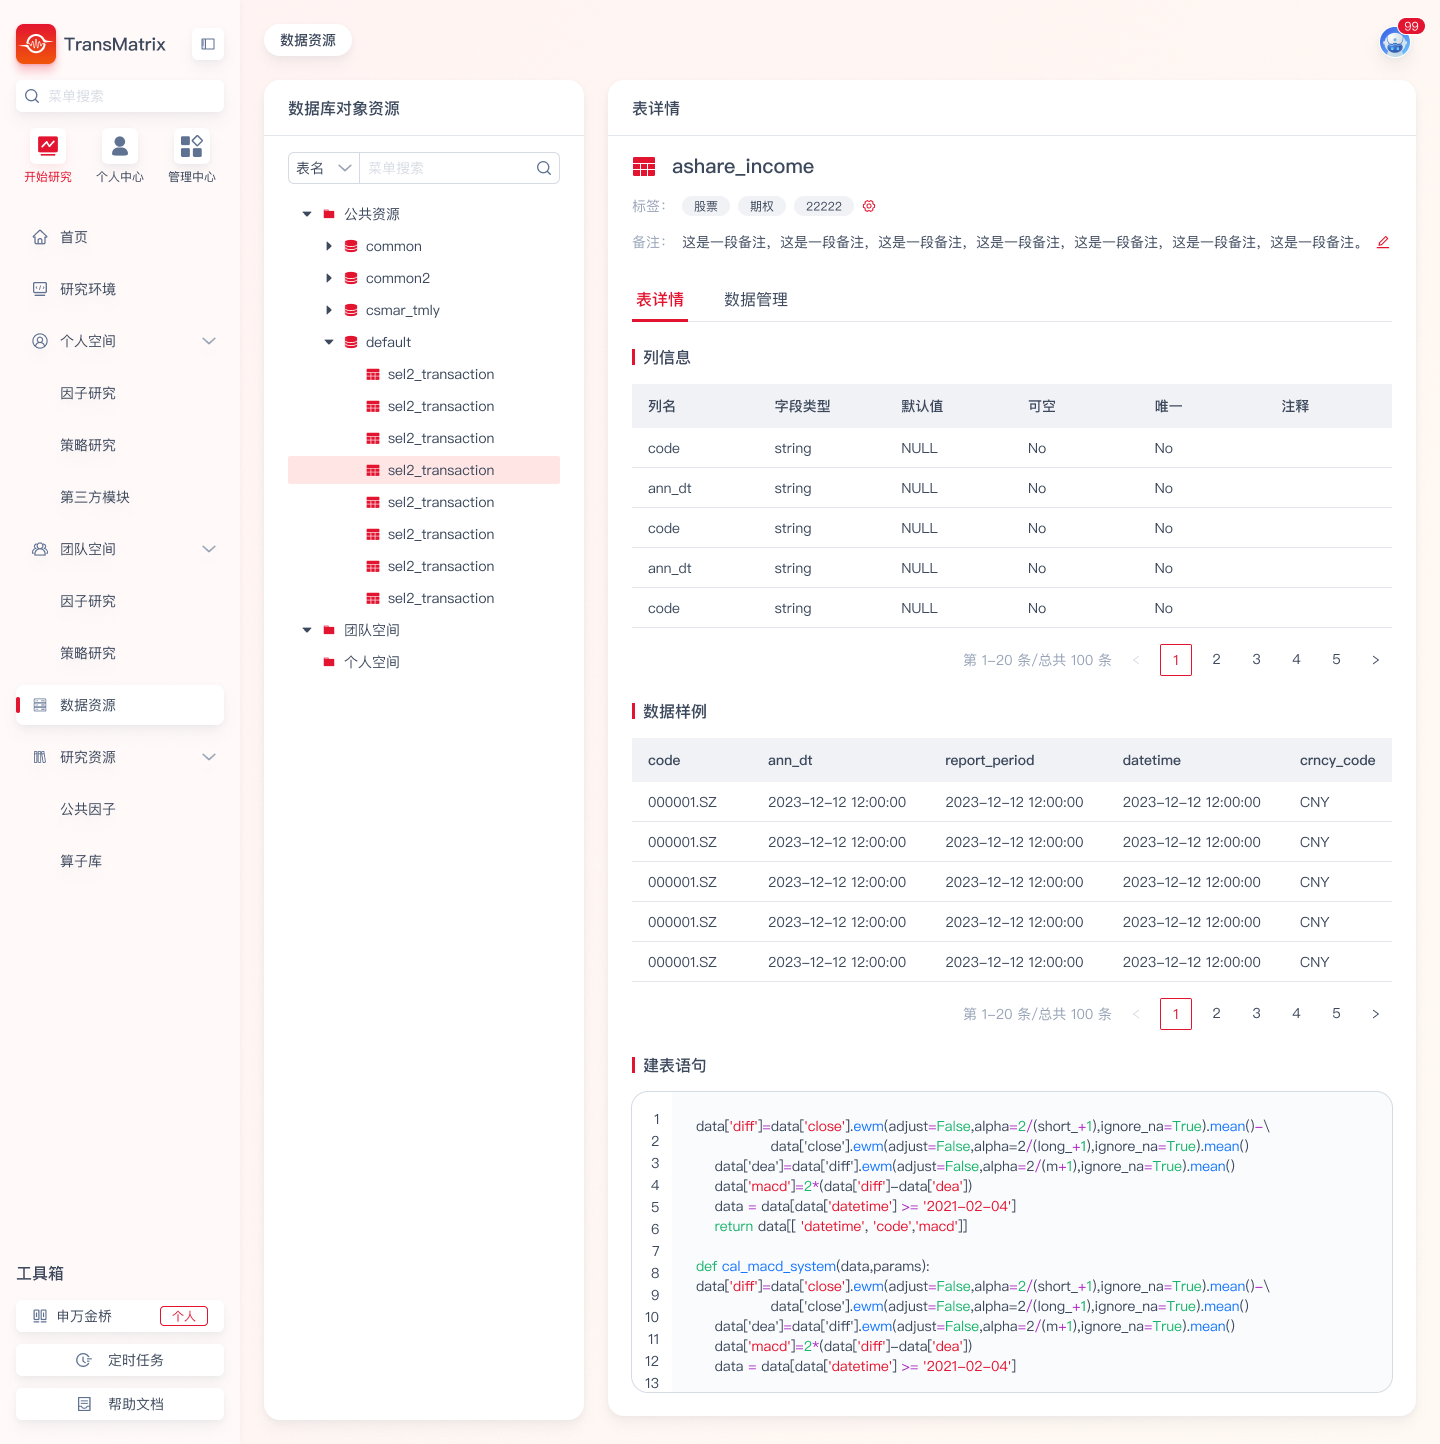 TransMatrix
菜单搜索
开始研究 个人中心 管理中心
首页
研究环境
个人空间
因子研究
策略研究
第三方模块
团队空间
因子研究
策略研究
数据资源
研究资源
公共因子
算子库
工具箱
申万金桥 个人
定时任务
帮助文档
数据资源
99
数据库对象资源
表名 菜单搜索
公共资源
common
common2
csmar_tmly
default
sel2_transaction
sel2_transaction
sel2_transaction
sel2_transaction
sel2_transaction
sel2_transaction
sel2_transaction
sel2_transaction
团队空间
个人空间
表详情
ashare_income
标签： 股票 期权 22222
备注： 这是一段备注，这是一段备注，这是一段备注，这是一段备注，这是一段备注，这是一段备注，这是一段备注。
表详情 数据管理
列信息
列名 字段类型 默认值 可空 唯一 注释
code string NULL No No
ann_dt string NULL No No
code string NULL No No
ann_dt string NULL No No
code string NULL No No
第 1-20 条/总共 100 条 < 1 2 3 4 5 >
数据样例
code ann_dt report_period datetime crncy_code
000001.SZ 2023-12-12 12:00:00 2023-12-12 12:00:00 2023-12-12 12:00:00 CNY
000001.SZ 2023-12-12 12:00:00 2023-12-12 12:00:00 2023-12-12 12:00:00 CNY
000001.SZ 2023-12-12 12:00:00 2023-12-12 12:00:00 2023-12-12 12:00:00 CNY
000001.SZ 2023-12-12 12:00:00 2023-12-12 12:00:00 2023-12-12 12:00:00 CNY
000001.SZ 2023-12-12 12:00:00 2023-12-12 12:00:00 2023-12-12 12:00:00 CNY
第 1-20 条/总共 100 条 < 1 2 3 4 5 >
建表语句
1 data['diff']=data['close'].ewm(adjust=False,alpha=2/(short_+1),ignore_na=True).mean()-\
2 data['close'].ewm(adjust=False,alpha=2/(long_+1),ignore_na=True).mean()
3 data['dea']=data['diff'].ewm(adjust=False,alpha=2/(m+1),ignore_na=True).mean()
4 data['macd']=2*(data['diff']-data['dea'])
5 data = data[data['datetime'] >= '2021-02-04']
6 return data[[ 'datetime', 'code','macd']]
7
8 def cal_macd_system(data,params):
9 data['diff']=data['close'].ewm(adjust=False,alpha=2/(short_+1),ignore_na=True).mean()-\
10 data['close'].ewm(adjust=False,alpha=2/(long_+1),ignore_na=True).mean()
11 data['dea']=data['diff'].ewm(adjust=False,alpha=2/(m+1),ignore_na=True).mean()
12 data['macd']=2*(data['diff']-data['dea'])
13 data = data[data['datetime'] >= '2021-02-04']